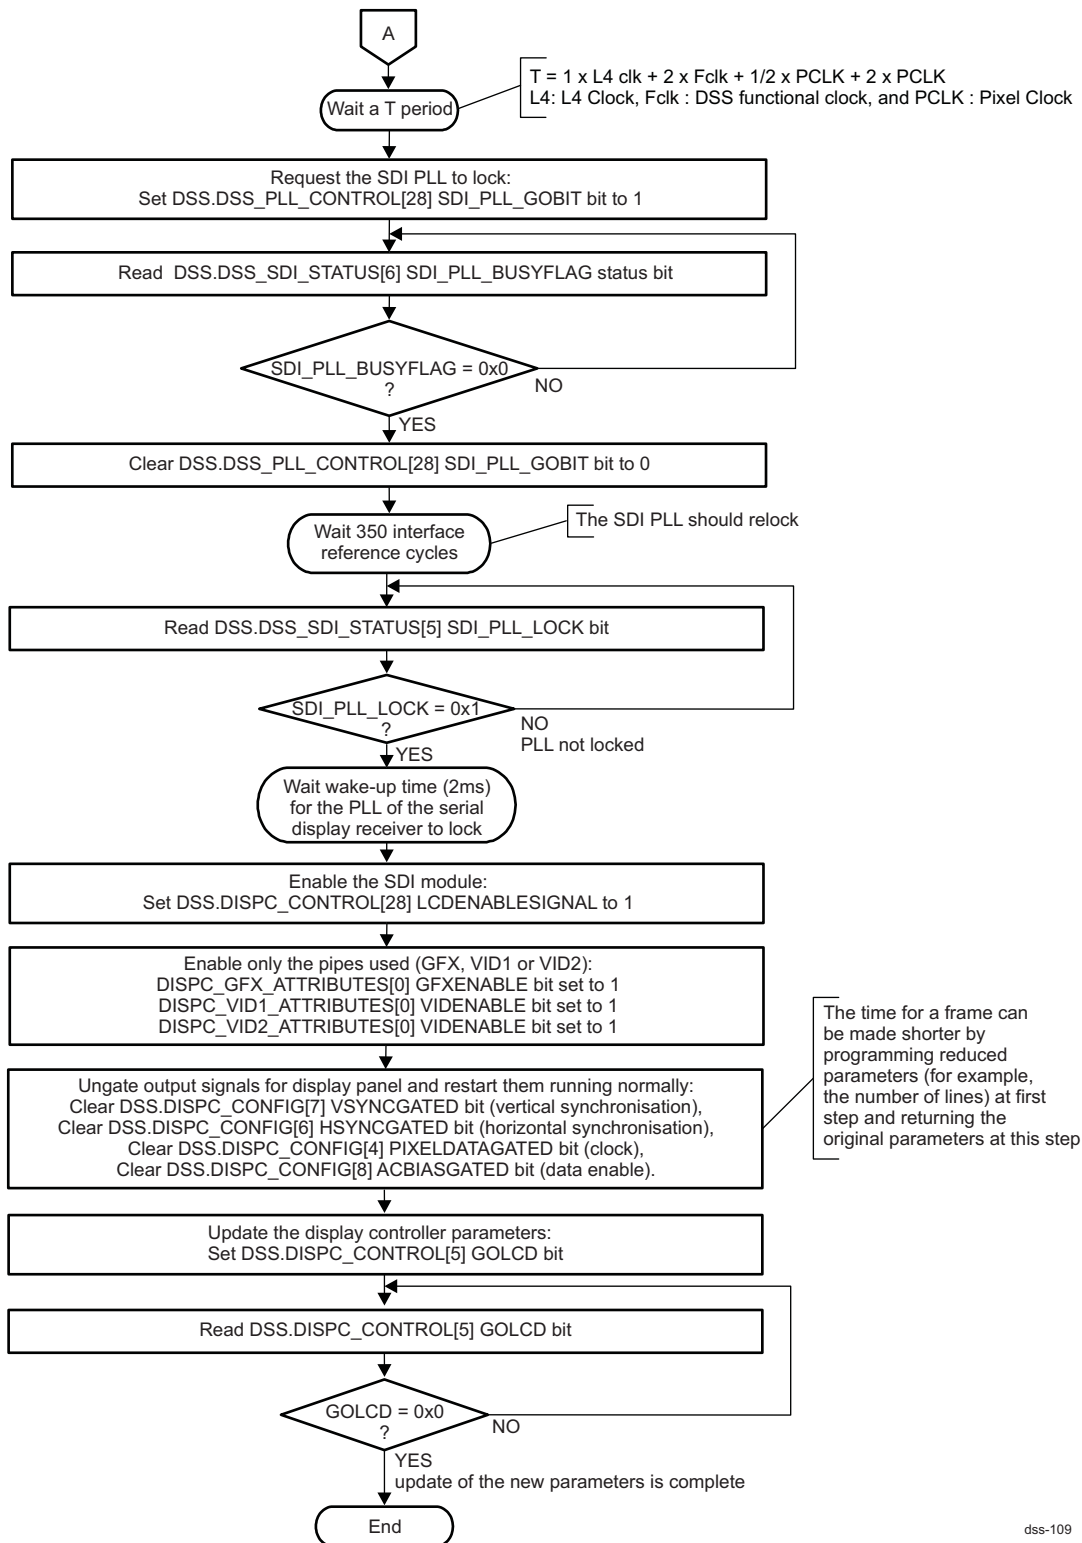 A
Wait a T period
T = 1 x L4 clk + 2 x Fclk + 1/2 x PCLK + 2 x PCLK
L4: L4 Clock, Fclk : DSS functional clock, and PCLK : Pixel Clock
Request the SDI PLL to lock:
Set DSS.DSS_PLL_CONTROL[28] SDI_PLL_GOBIT bit to 1
Read DSS.DSS_SDI_STATUS[6] SDI_PLL_BUSYFLAG status bit
SDI_PLL_BUSYFLAG = 0x0
?
NO
YES
Clear DSS.DSS_PLL_CONTROL[28] SDI_PLL_GOBIT bit to 0
Wait 350 interface
reference cycles
The SDI PLL should relock
Read DSS.DSS_SDI_STATUS[5] SDI_PLL_LOCK bit
SDI_PLL_LOCK = 0x1
?
NO
PLL not locked
YES
Wait wake-up time (2ms)
for the PLL of the serial
display receiver to lock
Enable the SDI module:
Set DSS.DISPC_CONTROL[28] LCDENABLESIGNAL to 1
Enable only the pipes used (GFX, VID1 or VID2):
DISPC_GFX_ATTRIBUTES[0] GFXENABLE bit set to 1
DISPC_VID1_ATTRIBUTES[0] VIDENABLE bit set to 1
DISPC_VID2_ATTRIBUTES[0] VIDENABLE bit set to 1
The time for a frame can
be made shorter by
programming reduced
parameters (for example,
the number of lines) at first
step and returning the
original parameters at this step
Ungate output signals for display panel and restart them running normally:
Clear DSS.DISPC_CONFIG[7] VSYNCGATED bit (vertical synchronisation),
Clear DSS.DISPC_CONFIG[6] HSYNCGATED bit (horizontal synchronisation),
Clear DSS.DISPC_CONFIG[4] PIXELDATAGATED bit (clock),
Clear DSS.DISPC_CONFIG[8] ACBIASGATED bit (data enable).
Update the display controller parameters:
Set DSS.DISPC_CONTROL[5] GOLCD bit
Read DSS.DISPC_CONTROL[5] GOLCD bit
GOLCD = 0x0
?
NO
YES
update of the new parameters is complete
End
dss-109